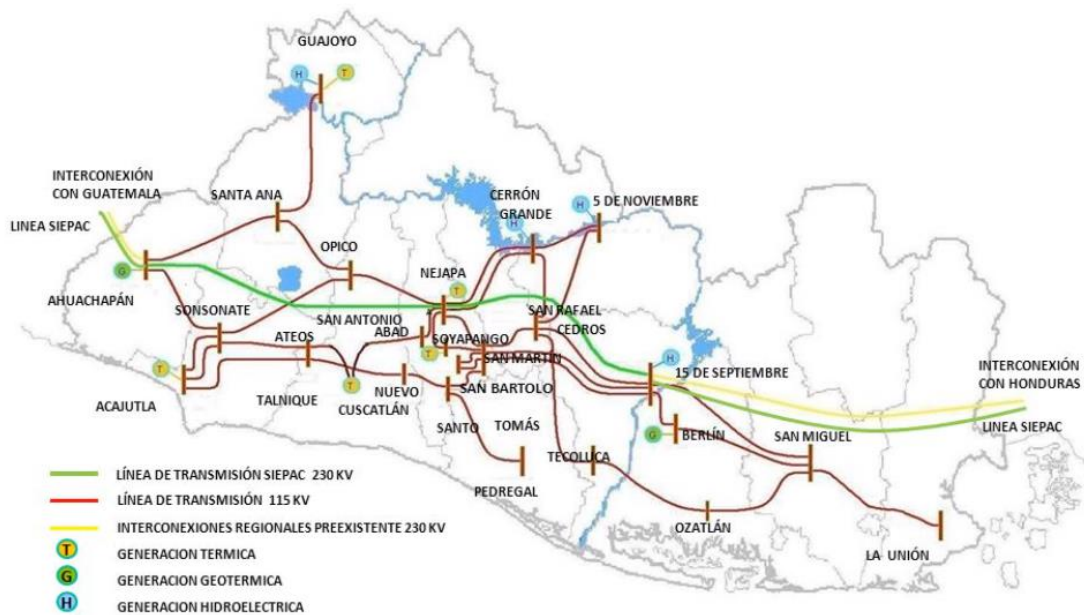 GUAJOYO
H
T
INTERCONEXIÓN
CON GUATEMALA
LINEA SIEPAC
SANTA ANA
CERRÓN
GRANDE
H
H
5 DE NOVIEMBRE
OPICO
NEJAPA
T
G
AHUACHAPÁN
SONSONATE
SAN ANTONIO
ABAD
SAN RAFAEL
CEDROS
ATEOS
SOYAPANGO
T
SAN MARTÍN
H
15 DE SEPTIEMBRE
INTERCONEXIÓN
CON HONDURAS
LINEA SIEPAC
T
ACAJUTLA
TALNIQUE
T
CUSCATLÁN
NUEVO
SAN BARTOLO
SANTO
TOMÁS
G
BERLÍN
SAN MIGUEL
TECOLUCA
PEDREGAL
OZATLÁN
LA UNIÓN
LÍNEA DE TRANSMISIÓN SIEPAC 230 KV
LÍNEA DE TRANSMISIÓN 115 KV
INTERCONEXIONES REGIONALES PREEXISTENTE 230 KV
T GENERACION TERMICA
G GENERACION GEOTERMICA
H GENERACION HIDROELECTRICA